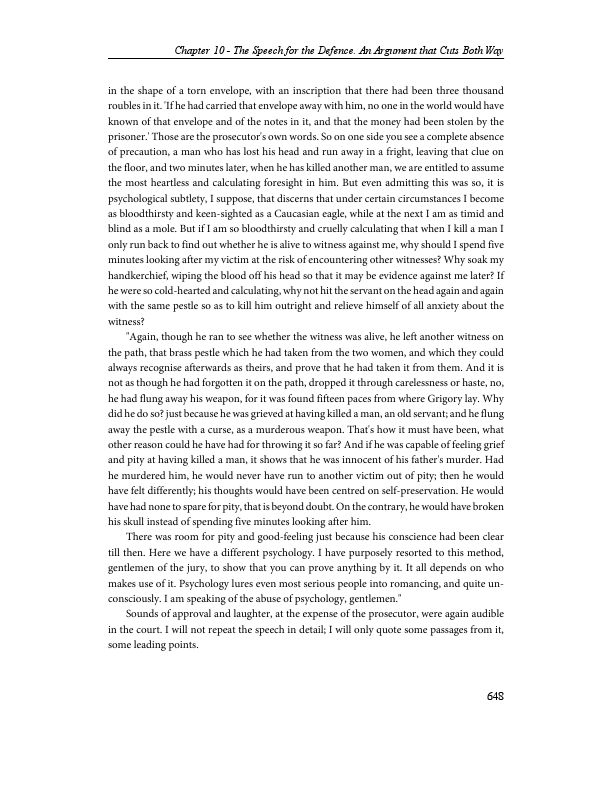 Chapter 10 - The Speech for the Defence. An Argument that Cuts Both Way
in the shape of a torn envelope, with an inscription that there had been three thousand
roubles in it. 'If he had carried that envelope away with him, no one in the world would have
known of that envelope and of the notes in it, and that the money had been stolen by the
prisoner.' Those are the prosecutor's own words. So on one side you see a complete absence
of precaution, a man who has lost his head and run away in a fright, leaving that clue on
the floor, and two minutes later, when he has killed another man, we are entitled to assume
the most heartless and calculating foresight in him. But even admitting this was so, it is
psychological subtlety, I suppose, that discerns that under certain circumstances I become
as bloodthirsty and keen-sighted as a Caucasian eagle, while at the next I am as timid and
blind as a mole. But if I am so bloodthirsty and cruelly calculating that when I kill a man I
only run back to find out whether he is alive to witness against me, why should I spend five
minutes looking after my victim at the risk of encountering other witnesses? Why soak my
handkerchief, wiping the blood off his head so that it may be evidence against me later? If
he were so cold-hearted and calculating, why not hit the servant on the head again and again
with the same pestle so as to kill him outright and relieve himself of all anxiety about the
witness?
"Again, though he ran to see whether the witness was alive, he left another witness on
the path, that brass pestle which he had taken from the two women, and which they could
always recognise afterwards as theirs, and prove that he had taken it from them. And it is
not as though he had forgotten it on the path, dropped it through carelessness or haste, no,
he had flung away his weapon, for it was found fifteen paces from where Grigory lay. Why
did he do so? just because he was grieved at having killed a man, an old servant; and he flung
away the pestle with a curse, as a murderous weapon. That's how it must have been, what
other reason could he have had for throwing it so far? And if he was capable of feeling grief
and pity at having killed a man, it shows that he was innocent of his father's murder. Had
he murdered him, he would never have run to another victim out of pity; then he would
have felt differently; his thoughts would have been centred on self-preservation. He would
have had none to spare for pity, that is beyond doubt. On the contrary, he would have broken
his skull instead of spending five minutes looking after him.
There was room for pity and good-feeling just because his conscience had been clear
till then. Here we have a different psychology. I have purposely resorted to this method,
gentlemen of the jury, to show that you can prove anything by it. It all depends on who
makes use of it. Psychology lures even most serious people into romancing, and quite un-
consciously. I am speaking of the abuse of psychology, gentlemen."
Sounds of approval and laughter, at the expense of the prosecutor, were again audible
in the court. I will not repeat the speech in detail; I will only quote some passages from it,
some leading points.
648